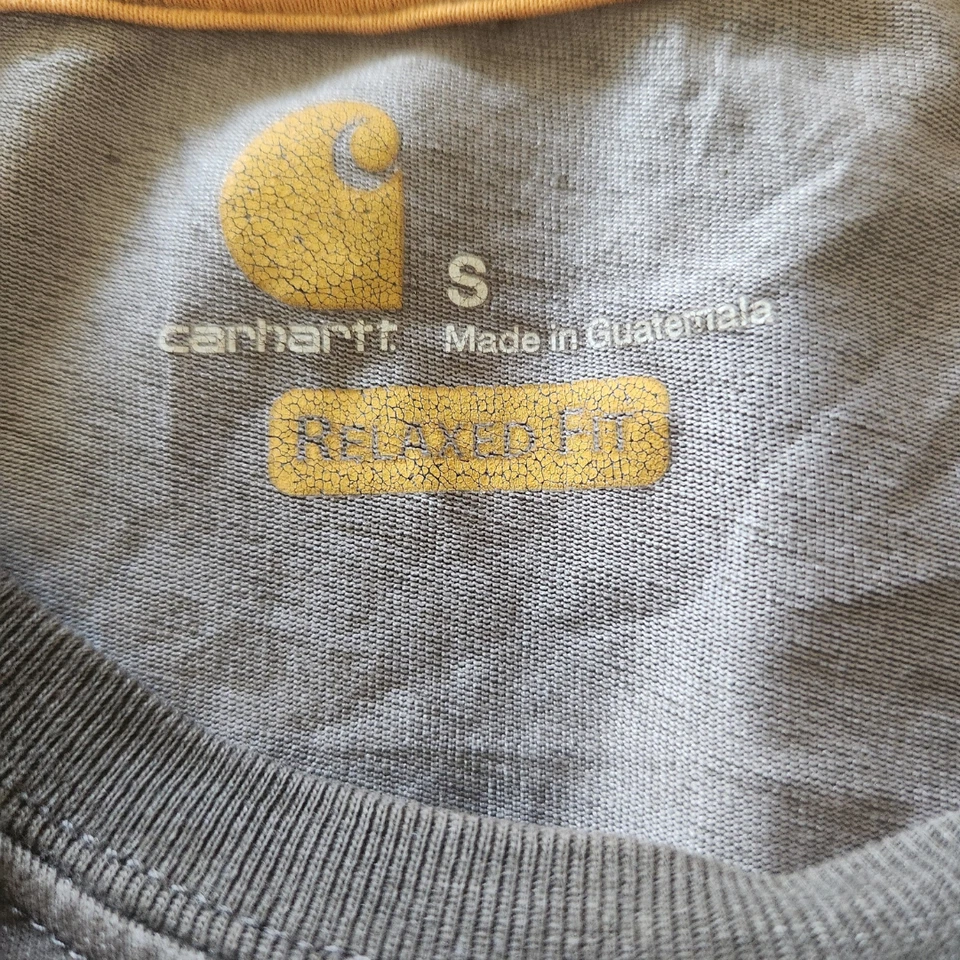 S
carhartt Made in Guatemala
RELAXED FIT